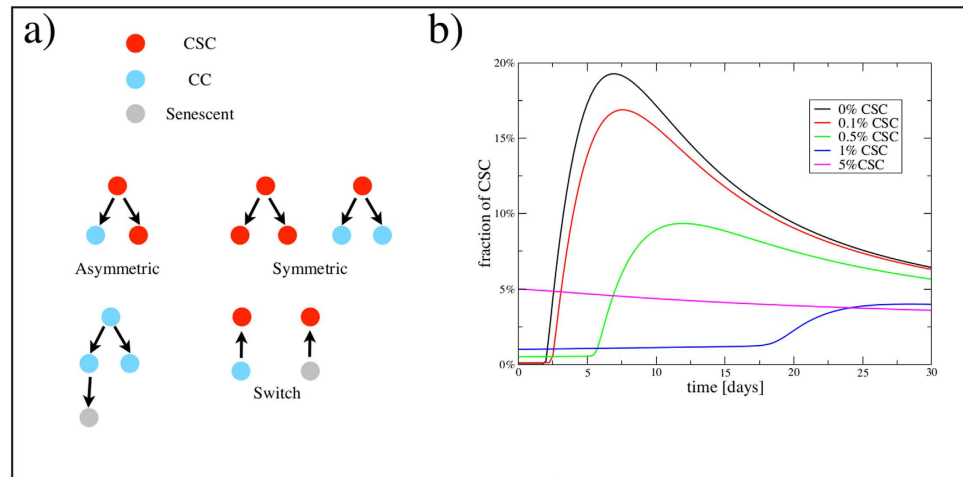 a)
CSC
CC
Senescent
Asymmetric
Symmetric
Switch
b)
20%
15%
10%
5%
0%
fraction of CSC
0% CSC
0.1% CSC
0.5% CSC
1% CSC
5%CSC
0 5 10 15 20 25 30
time [days]